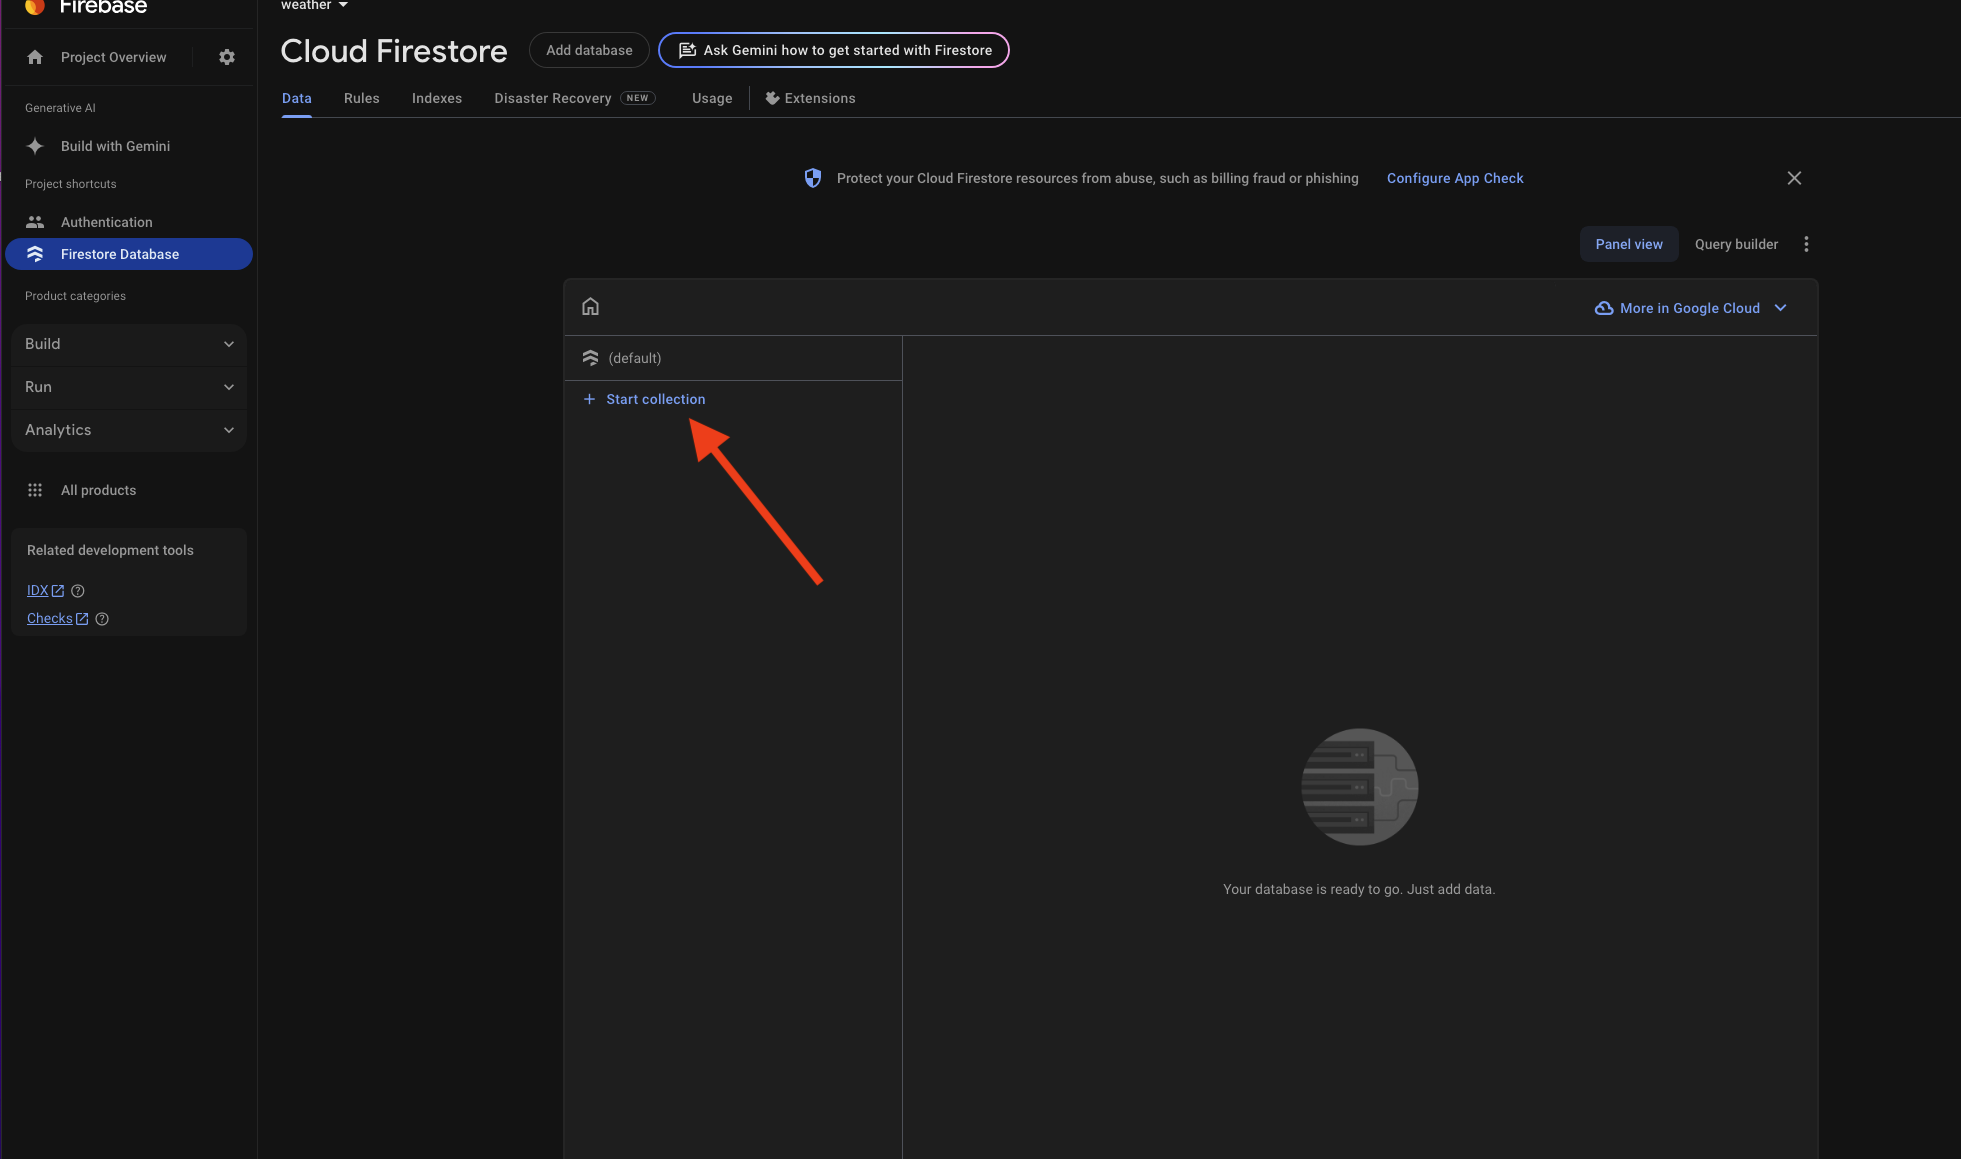 Firebase
weather
Project Overview
Cloud Firestore
Add database
Ask Gemini how to get started with Firestore
Data
Rules
Indexes
Disaster Recovery NEW
Usage
Extensions
Generative AI
Build with Gemini
Project shortcuts
Authentication
Firestore Database
Product categories
Build
Run
Analytics
All products
Related development tools
IDX
Checks
Protect your Cloud Firestore resources from abuse, such as billing fraud or phishing
Configure App Check
Panel view
Query builder
More in Google Cloud
(default)
+ Start collection
Your database is ready to go. Just add data.